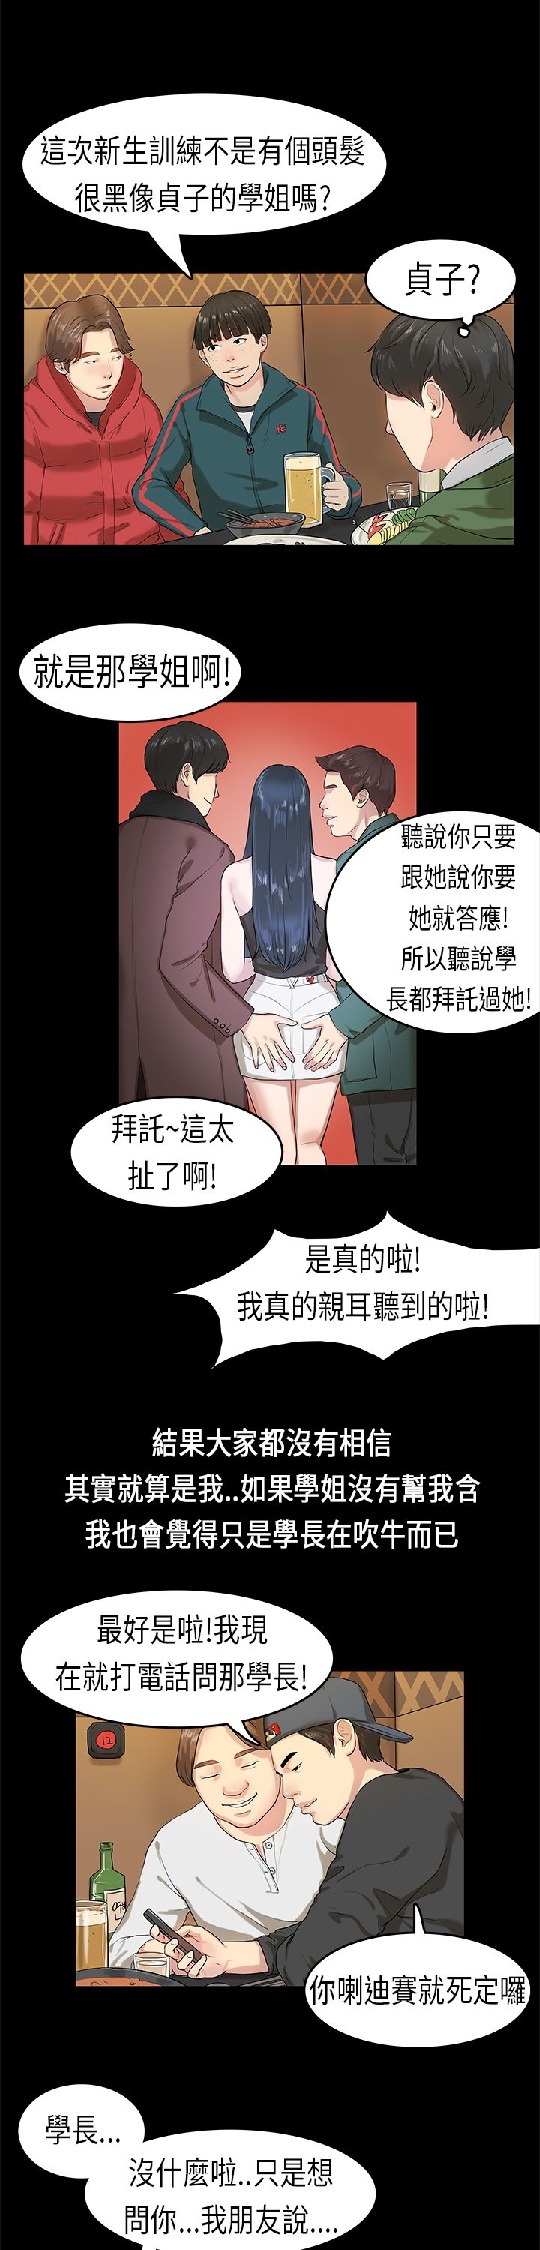 這次新生訓練不是有個頭髮
很黑像貞子的學姐嗎?
貞子?
就是那學姐啊!
聽說你只要
跟她說你要
她就答應!
所以聽說學
長都拜託過她!
拜託~這太
扯了啊!
是真的啦!
我真的親耳聽到的啦!
結果大家都沒有相信
其實就算是我..如果學姐沒有幫我含
我也會覺得只是學長在吹牛而已
最好是啦!我現
在就打電話問那學長!
12
你喇迪賽就死定囉
學長...
沒什麼啦..只是想
問你...我朋友說....